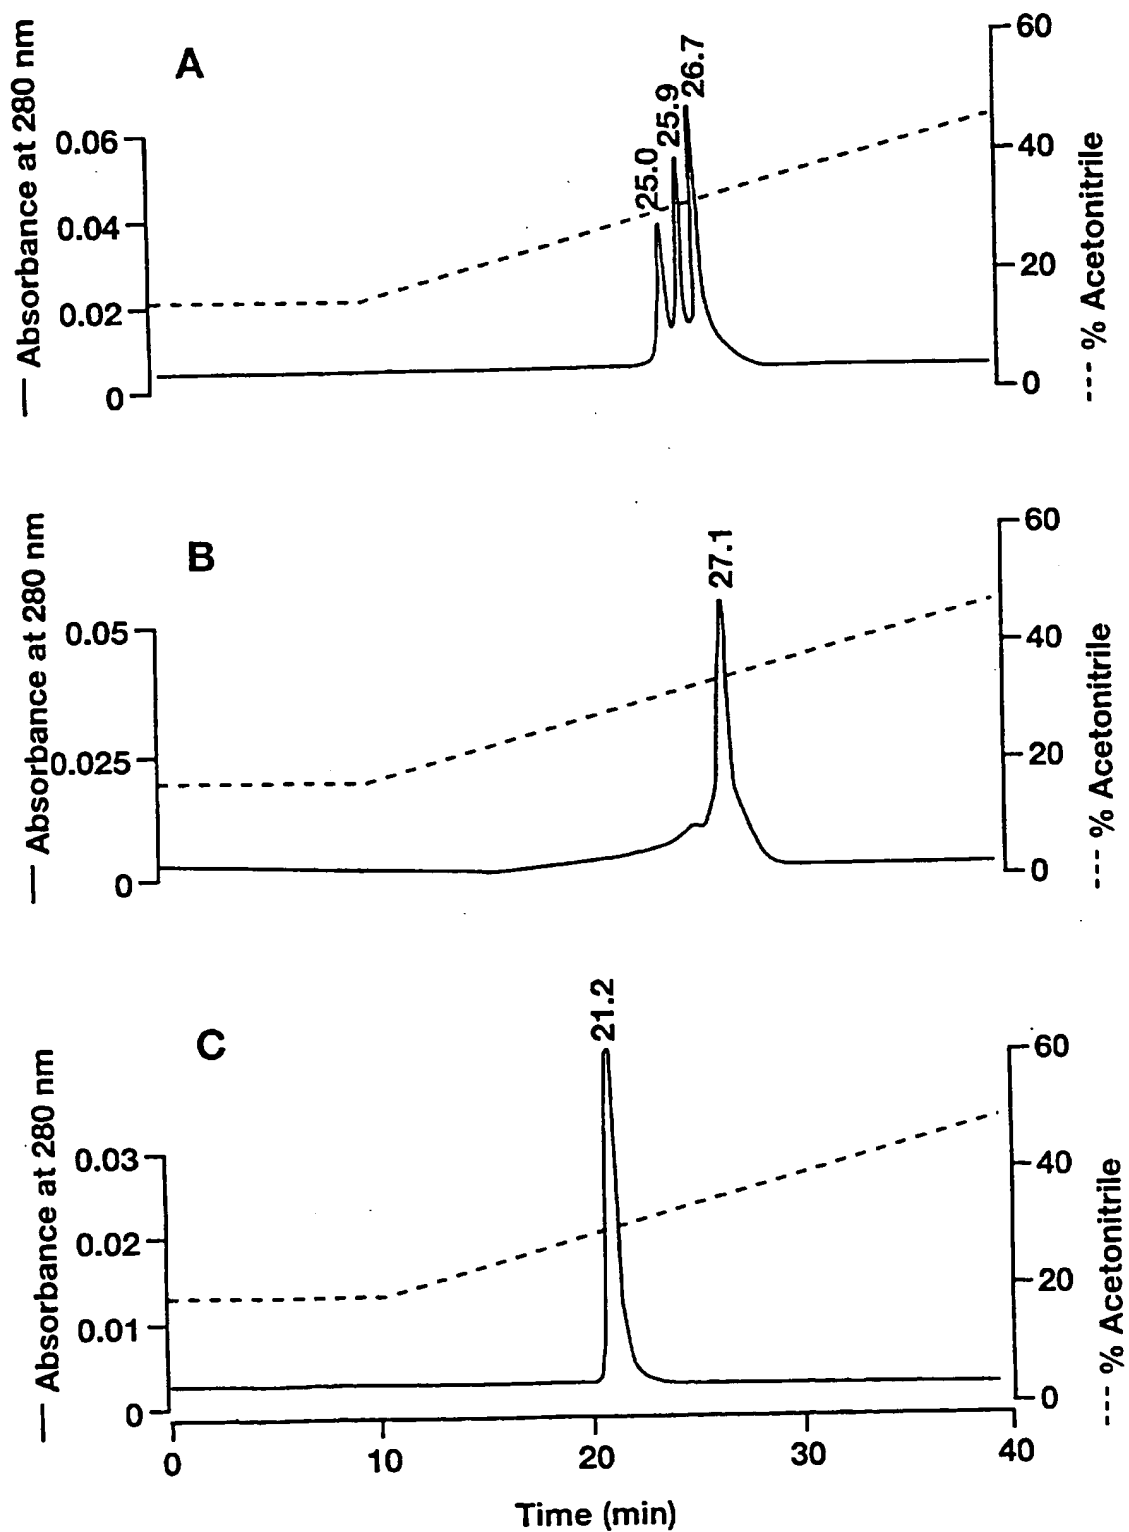 A
— Absorbance at 280 nm
0.06
0.04
0.02
0
25.0
25.9
26.7
60
40
20
0
--- % Acetonitrile
B
— Absorbance at 280 nm
0.05
0.025
0
27.1
60
40
20
0
--- % Acetonitrile
C
— Absorbance at 280 nm
0.03
0.02
0.01
0
21.2
60
40
20
0
--- % Acetonitrile
0 10 20 30 40
Time (min)